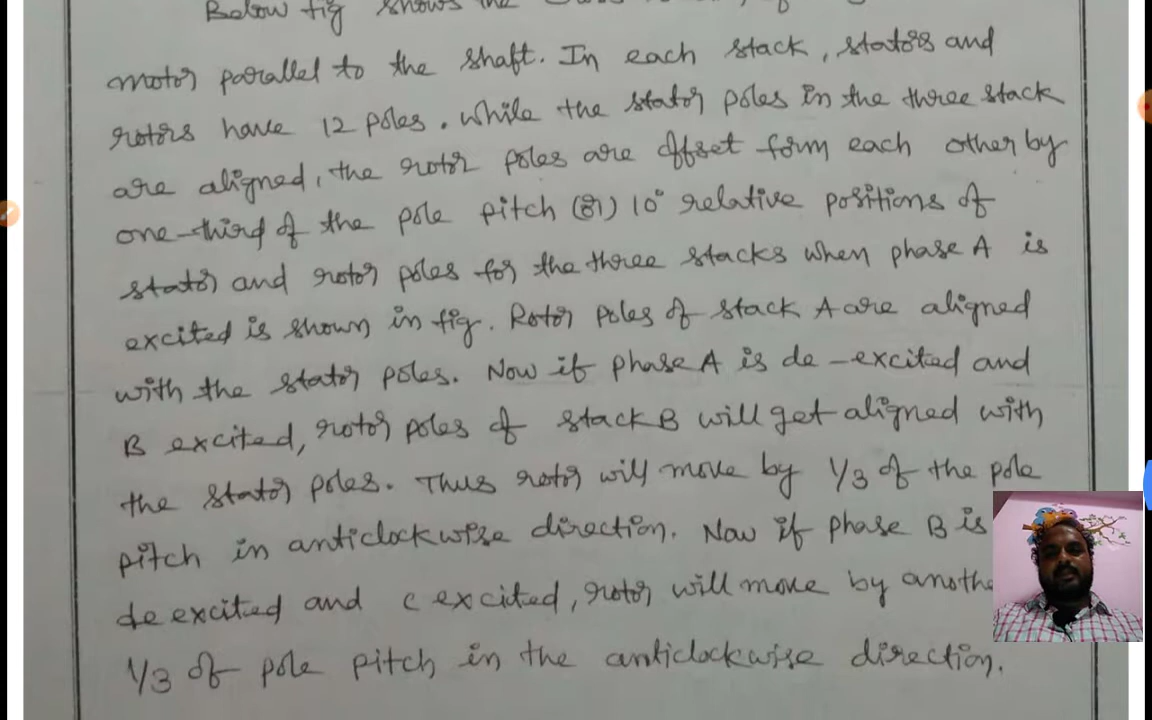 Below fig shows the
motor parallel to the shaft. In each stack, stators and
rotors have 12 poles. While the stator poles in the three stack
are aligned, the rotor poles are offset form each other by
one-third of the pole pitch (or) 10° relative positions of
stator and rotor poles for the three stacks when phase A is
excited is shown in fig. Rotor poles of stack A are aligned
with the stator poles. Now if phase A is de-excited and
B excited, rotor poles of stack B will get aligned with
the stator poles. Thus rotor will move by 1/3 of the pole
pitch in anticlockwise direction. Now if phase B is
de excited and C excited, rotor will move by anothe
1/3 of pole pitch in the anticlockwise direction.